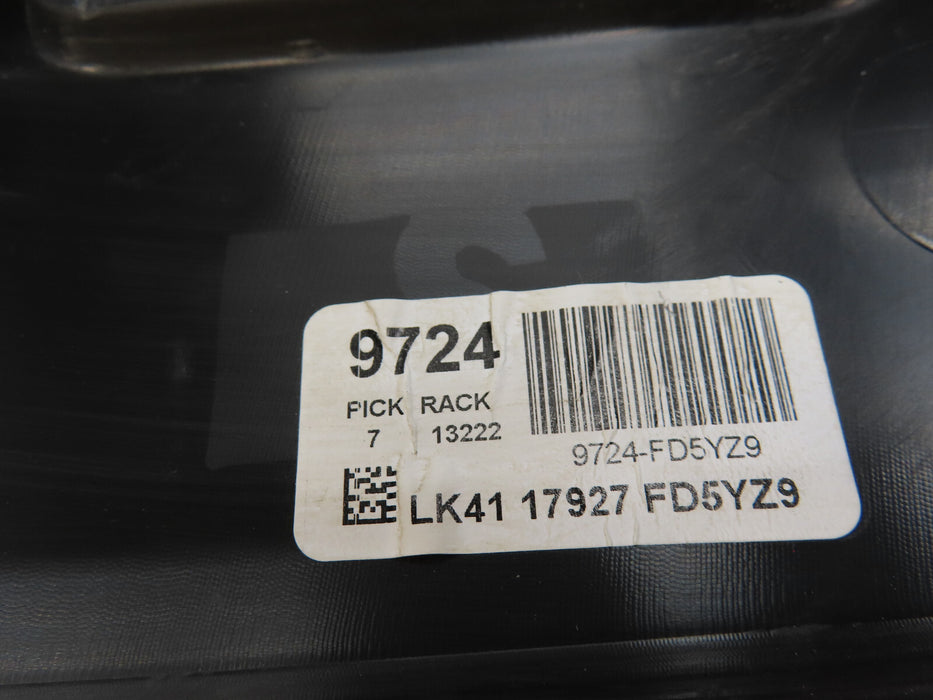 9724
PICK RACK
7 13222
9724-FD5YZ9
LK41 17927 FD5YZ9